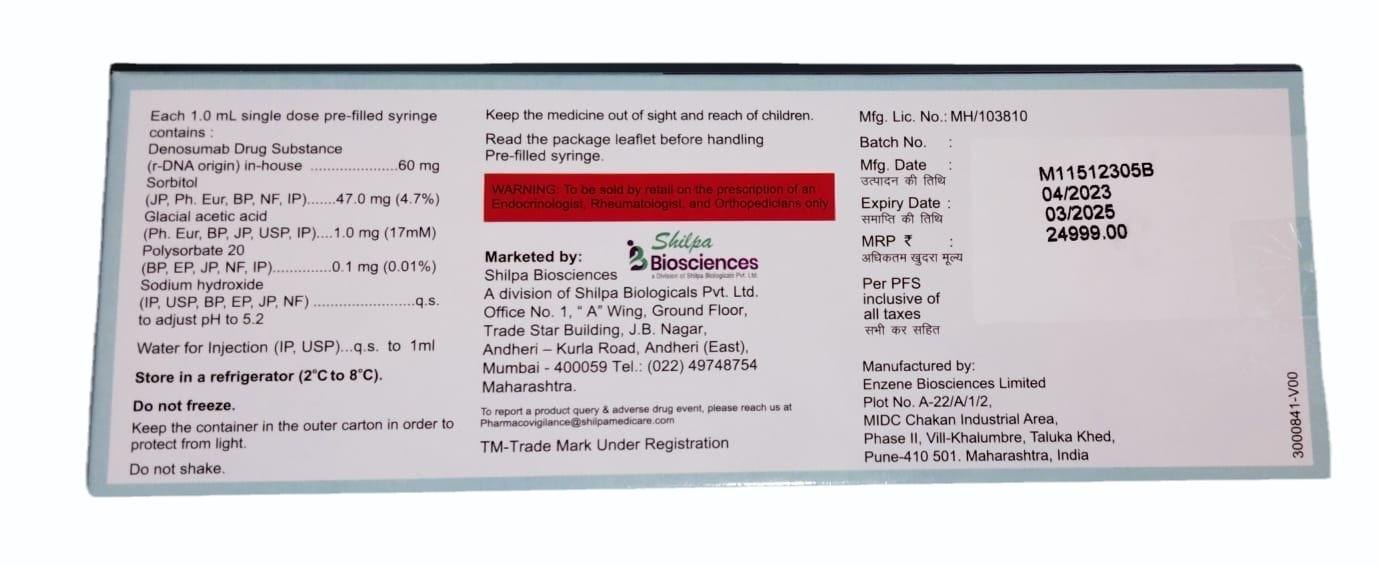 Each 1.0 mL single dose pre-filled syringe
contains :
Denosumab Drug Substance
(r-DNA origin) in-house ....................60 mg
Sorbitol
(JP, Ph. Eur, BP, NF, IP).......47.0 mg (4.7%)
Glacial acetic acid
(Ph. Eur, BP, JP, USP, IP)....1.0 mg (17mM)
Polysorbate 20
(BP, EP, JP, NF, IP).............0.1 mg (0.01%)
Sodium hydroxide
(IP, USP, BP, EP, JP, NF) .......................q.s.
to adjust pH to 5.2
Water for Injection (IP, USP)...q.s. to 1ml
Store in a refrigerator (2°C to 8°C).
Do not freeze.
Keep the container in the outer carton in order to
protect from light.
Do not shake.
Keep the medicine out of sight and reach of children.
Read the package leaflet before handling
Pre-filled syringe.
WARNING: To be sold by retail on the prescription of an
Endocrinologist, Rheumatologist, and Orthopedicians only
Shilpa
Biosciences
a Division of Shilpa Biologicals Pvt. Ltd.
Marketed by:
Shilpa Biosciences
A division of Shilpa Biologicals Pvt. Ltd.
Office No. 1, “ A” Wing, Ground Floor,
Trade Star Building, J.B. Nagar,
Andheri – Kurla Road, Andheri (East),
Mumbai - 400059 Tel.: (022) 49748754
Maharashtra.
To report a product query & adverse drug event, please reach us at
Pharmacovigilance@shilpamedicare.com
TM-Trade Mark Under Registration
Mfg. Lic. No.: MH/103810
Batch No. : M11512305B
Mfg. Date : 04/2023
उत्पादन की तिथि
Expiry Date : 03/2025
समाप्ति की तिथि
MRP ₹ : 24999.00
अधिकतम खुदरा मूल्य
Per PFS
inclusive of
all taxes
सभी कर सहित
Manufactured by:
Enzene Biosciences Limited
Plot No. A-22/A/1/2,
MIDC Chakan Industrial Area,
Phase II, Vill-Khalumbre, Taluka Khed,
Pune-410 501. Maharashtra, India
3000841-V00